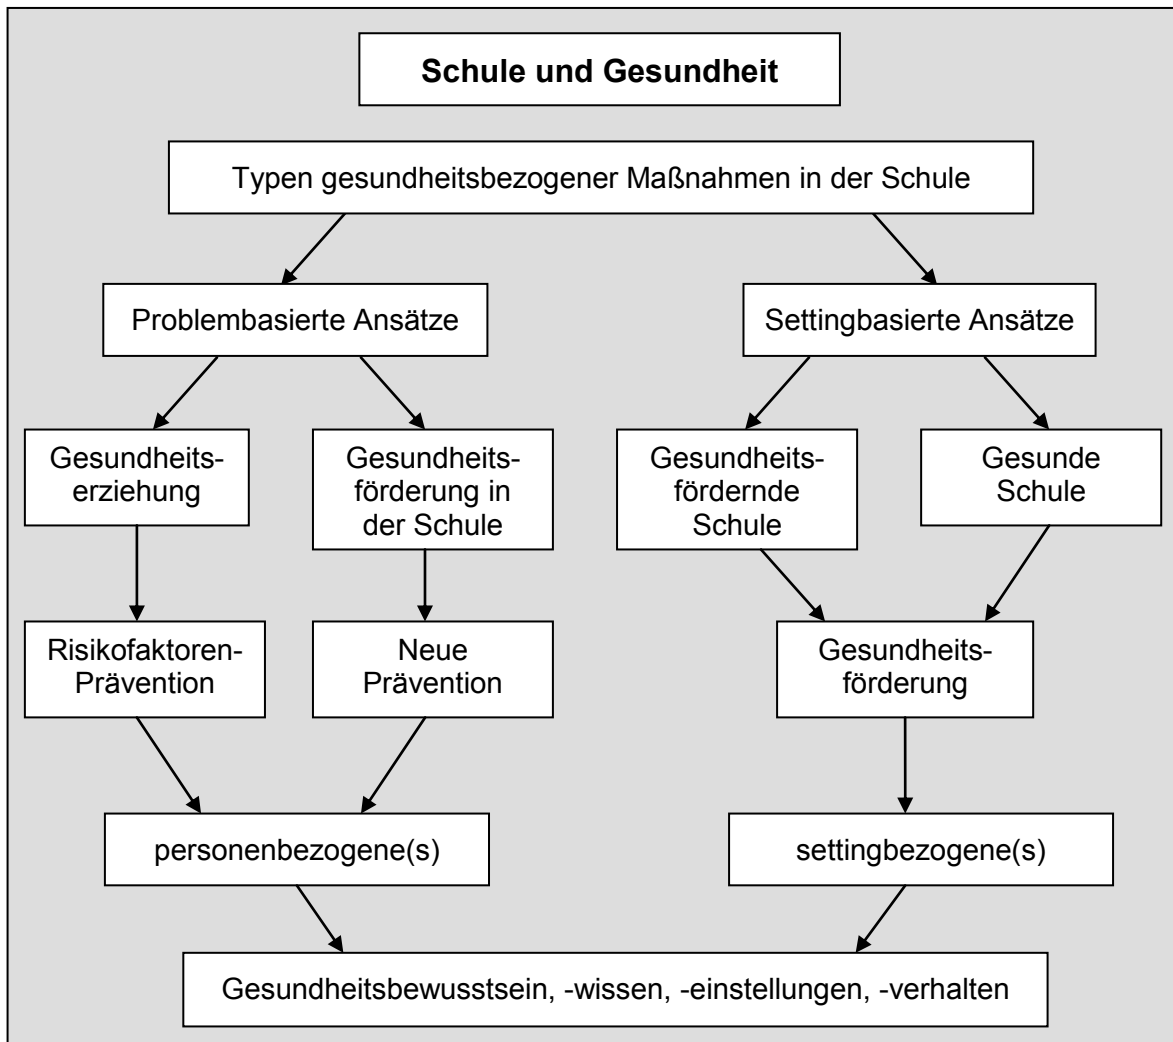 Schule und Gesundheit
Typen gesundheitsbezogener Maßnahmen in der Schule
Problembasierte Ansätze
Settingbasierte Ansätze
Gesundheits-
erziehung
Gesundheits-
förderung in
der Schule
Gesundheits-
fördernde
Schule
Gesunde
Schule
Risikofaktoren-
Prävention
Neue
Prävention
Gesundheits-
förderung
personenbezogene(s)
settingbezogene(s)
Gesundheitsbewusstsein, -wissen, -einstellungen, -verhalten